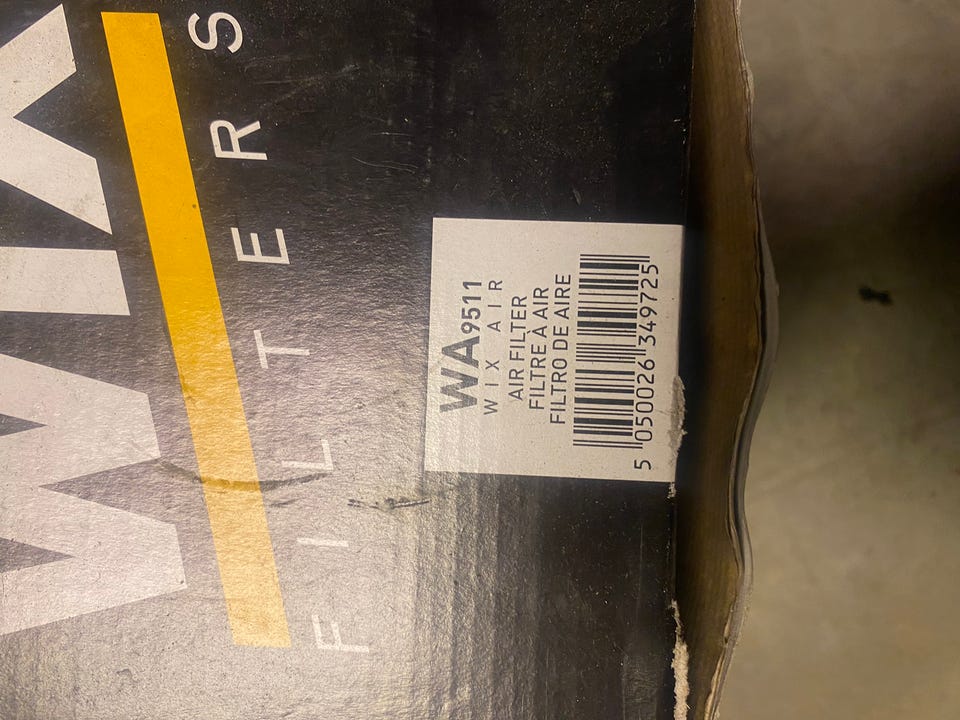 WIX
FILTERS
WA9511
WIX AIR
AIR FILTER
FILTRE À AIR
FILTRO DE AIRE
5 050026 349725